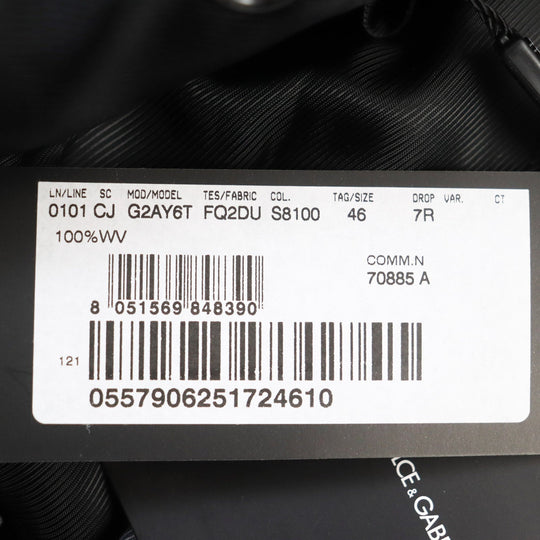 LN/LINE SC MOD/MODEL TES/FABRIC COL. TAG/SIZE DROP VAR. CT
0101 CJ G2AY6T FQ2DU S8100 46 7R
100%WV
COMM.N
70885 A
8 051569 848390
121
0557906251724610
LCE & GAB